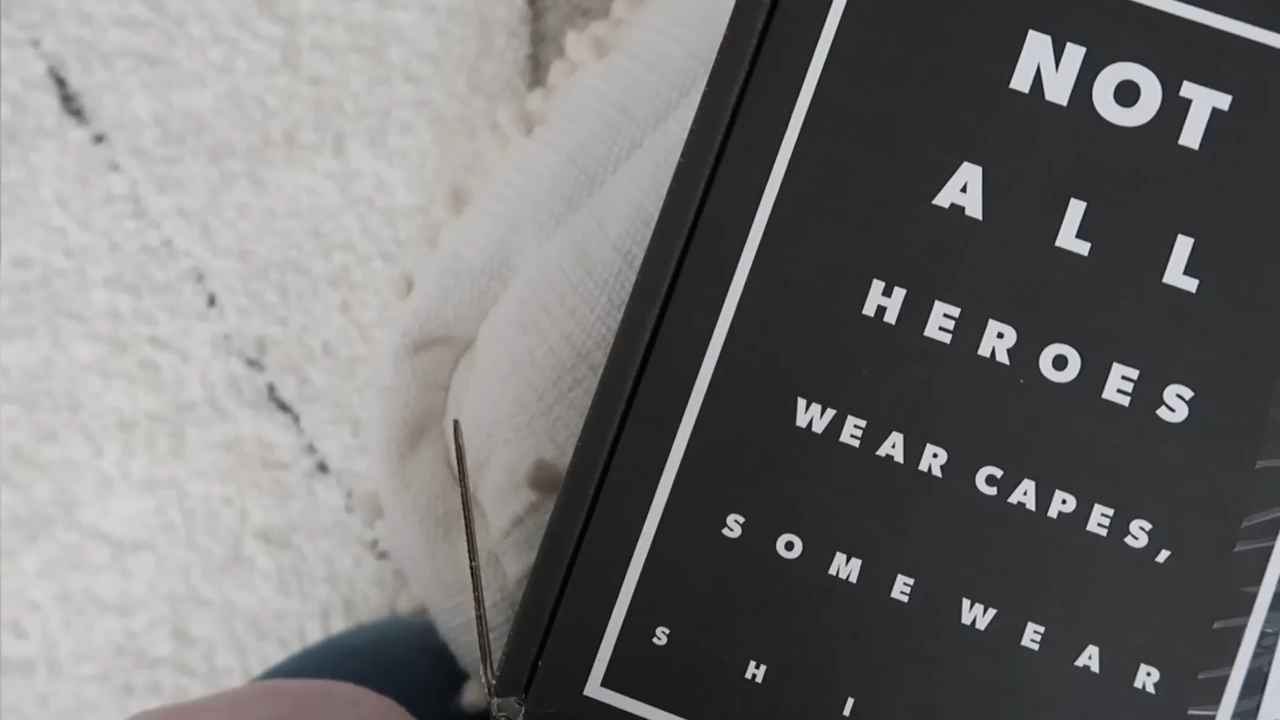 NOT
ALL
HEROES
WEAR CAPES,
SOME WEAR
S H I